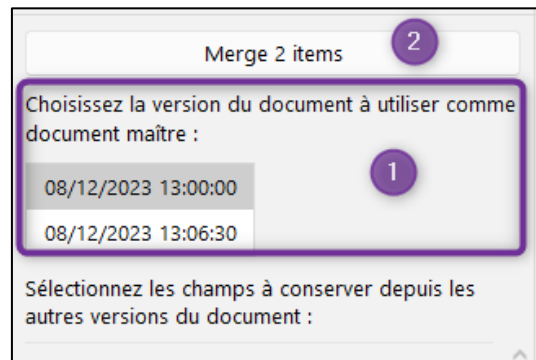 Merge 2 items
2
Choisissez la version du document à utiliser comme
document maître :
1
08/12/2023 13:00:00
08/12/2023 13:06:30
Sélectionnez les champs à conserver depuis les
autres versions du document :